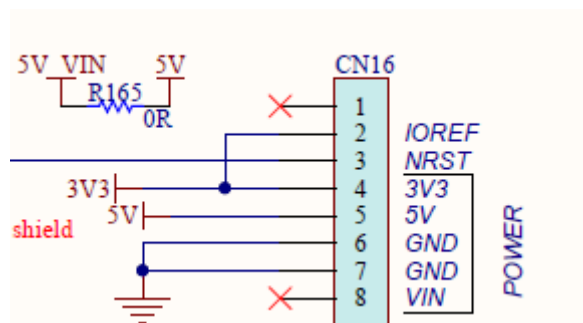 5V_VIN 5V CN16
R165
0R
1
2 IOREF
3 NRST
3V3 4 3V3
5V 5 5V
shield 6 GND
7 GND
8 VIN
POWER